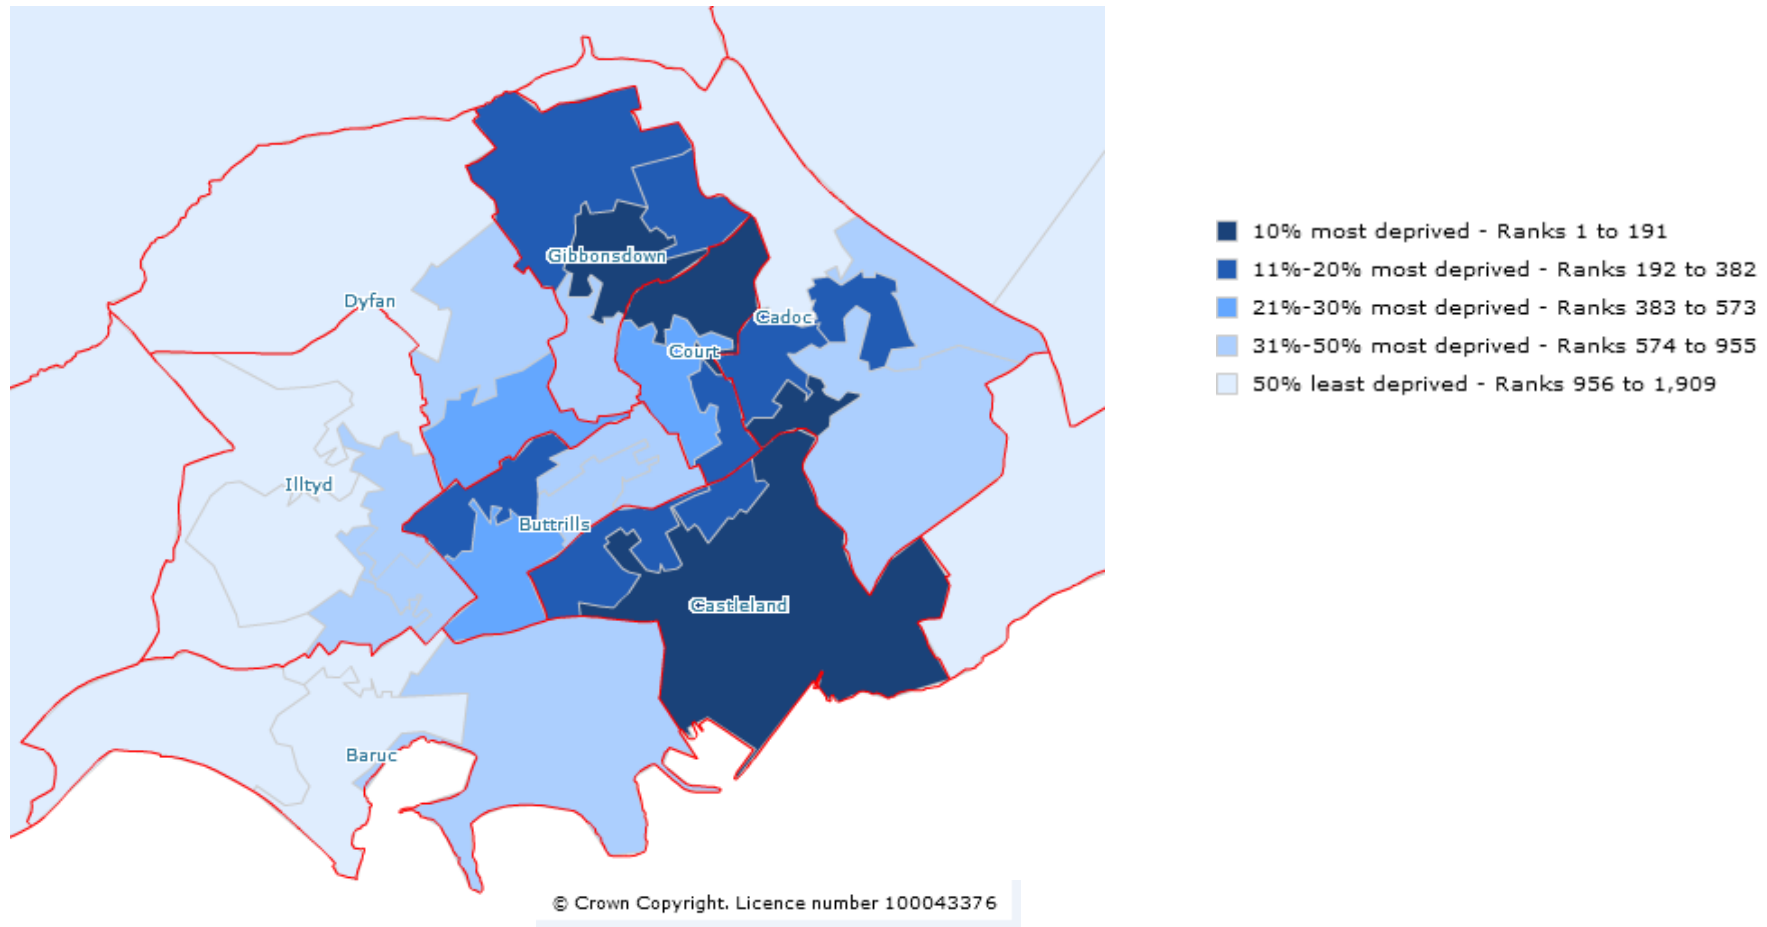 Gibbonsdown
Dyfan
Cadoc
Court
Illtyd
Buttrills
Castleland
Baruc
10% most deprived - Ranks 1 to 191
11%-20% most deprived - Ranks 192 to 382
21%-30% most deprived - Ranks 383 to 573
31%-50% most deprived - Ranks 574 to 955
50% least deprived - Ranks 956 to 1,909
© Crown Copyright. Licence number 100043376